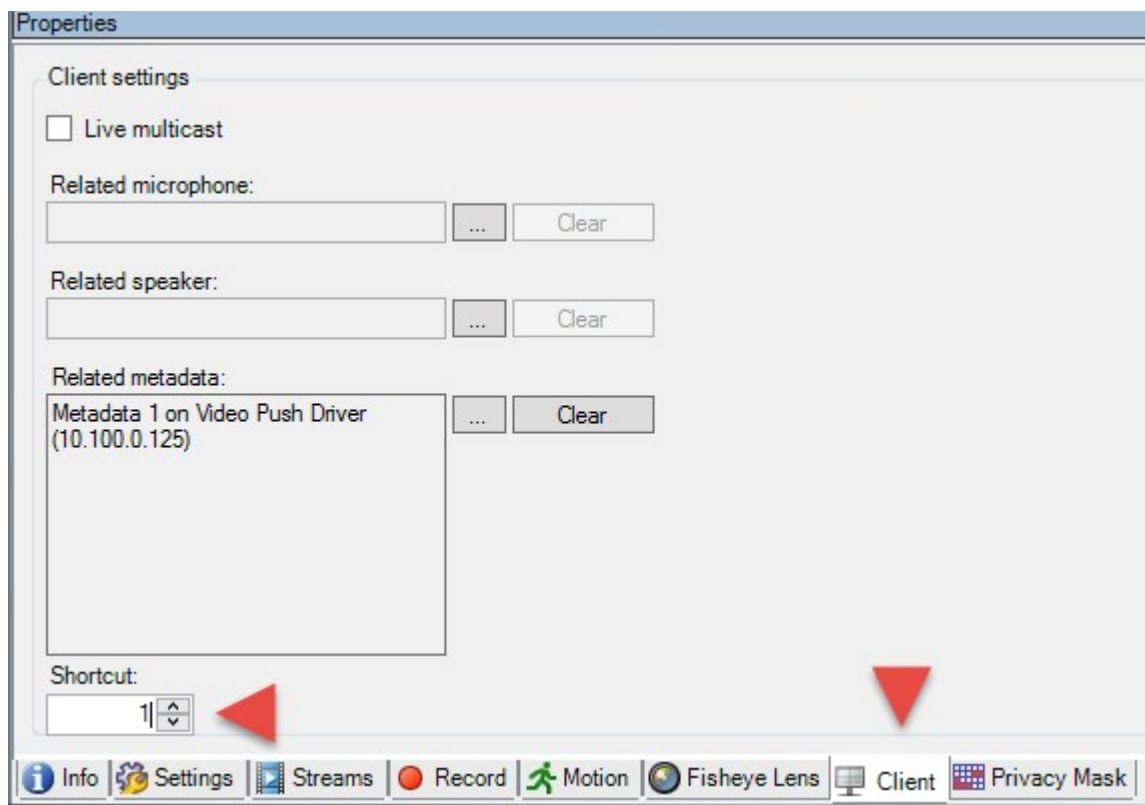 Properties
Client settings
Live multicast
Related microphone:
... Clear
Related speaker:
... Clear
Related metadata:
Metadata 1 on Video Push Driver
(10.100.0.125)
... Clear
Shortcut:
1
Info Settings Streams Record Motion Fisheye Lens Client Privacy Mask